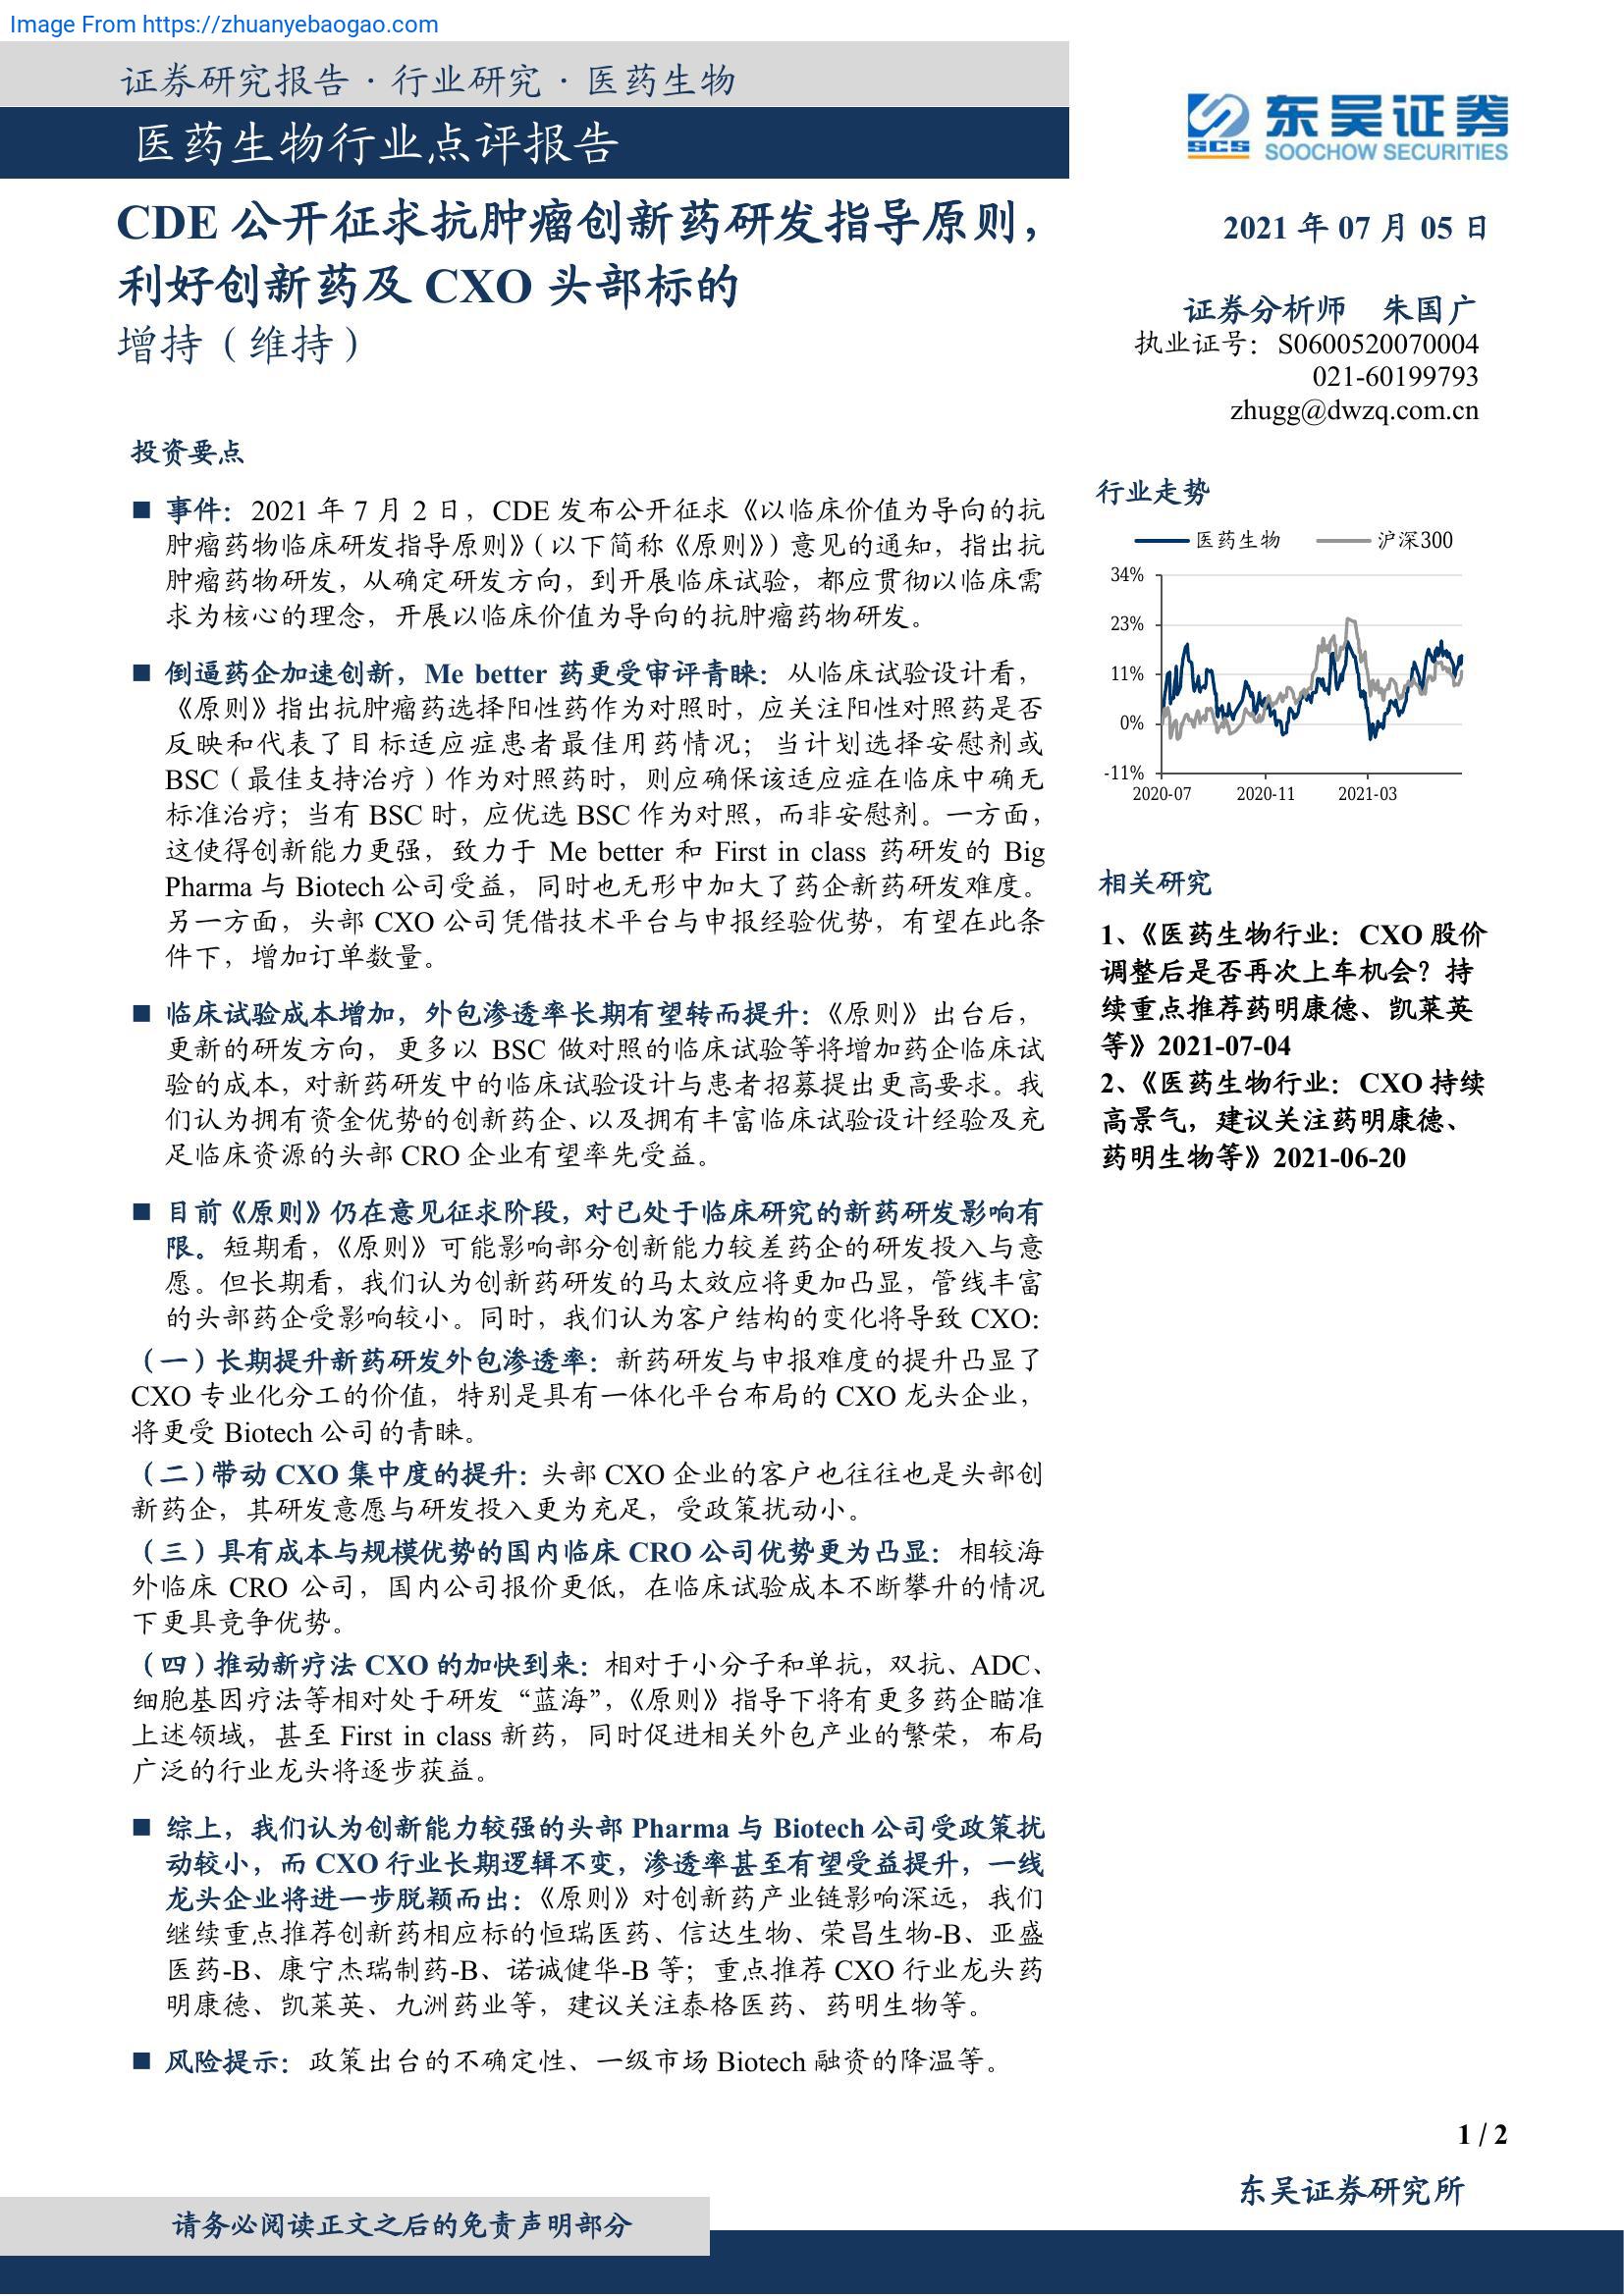 Image From https://zhuanyebaogao.com
证券研究报告·行业研究·医药生物
医药生物行业点评报告
东吴证券
SCS
SOOCHOW SECURITIES
CDE 公开征求抗肿瘤创新药研发指导原则，
利好创新药及 CXO 头部标的
增持（维持）
2021 年 07 月 05 日
证券分析师 朱国广
执业证号：S0600520070004
021-60199793
zhugg@dwzq.com.cn
投资要点
■ 事件：2021 年 7 月 2 日，CDE 发布公开征求《以临床价值为导向的抗
肿瘤药物临床研发指导原则》（以下简称《原则》）意见的通知，指出抗
肿瘤药物研发，从确定研发方向，到开展临床试验，都应贯彻以临床需
求为核心的理念，开展以临床价值为导向的抗肿瘤药物研发。
■ 倒逼药企加速创新，Me better 药更受审评青睐：从临床试验设计看，
《原则》指出抗肿瘤药选择阳性药作为对照时，应关注阳性对照药是否
反映和代表了目标适应症患者最佳用药情况；当计划选择安慰剂或
BSC（最佳支持治疗）作为对照药时，则应确保该适应症在临床中确无
标准治疗；当有 BSC 时，应优选 BSC 作为对照，而非安慰剂。一方面，
这使得创新能力更强，致力于 Me better 和 First in class 药研发的 Big
Pharma 与 Biotech 公司受益，同时也无形中加大了药企新药研发难度。
另一方面，头部 CXO 公司凭借技术平台与申报经验优势，有望在此条
件下，增加订单数量。
■ 临床试验成本增加，外包渗透率长期有望转而提升：《原则》出台后，
更新的研发方向，更多以 BSC 做对照的临床试验等将增加药企临床试
验的成本，对新药研发中的临床试验设计与患者招募提出更高要求。我
们认为拥有资金优势的创新药企、以及拥有丰富临床试验设计经验及充
足临床资源的头部 CRO 企业有望率先受益。
■ 目前《原则》仍在意见征求阶段，对已处于临床研究的新药研发影响有
限。短期看，《原则》可能影响部分创新能力较差药企的研发投入与意
愿。但长期看，我们认为创新药研发的马太效应将更加凸显，管线丰富
的头部药企受影响较小。同时，我们认为客户结构的变化将导致 CXO:
（一）长期提升新药研发外包渗透率：新药研发与申报难度的提升凸显了
CXO 专业化分工的价值，特别是具有一体化平台布局的 CXO 龙头企业，
将更受 Biotech 公司的青睐。
（二）带动 CXO 集中度的提升：头部 CXO 企业的客户也往往也是头部创
新药企，其研发意愿与研发投入更为充足，受政策扰动小。
（三）具有成本与规模优势的国内临床 CRO 公司优势更为凸显：相较海
外临床 CRO 公司，国内公司报价更低，在临床试验成本不断攀升的情况
下更具竞争优势。
（四）推动新疗法 CXO 的加快到来：相对于小分子和单抗，双抗、ADC、
细胞基因疗法等相对处于研发“蓝海”，《原则》指导下将有更多药企瞄准
上述领域，甚至 First in class 新药，同时促进相关外包产业的繁荣，布局
广泛的行业龙头将逐步获益。
■ 综上，我们认为创新能力较强的头部 Pharma 与 Biotech 公司受政策扰
动较小，而 CXO 行业长期逻辑不变，渗透率甚至有望受益提升，一线
龙头企业将进一步脱颖而出：《原则》对创新药产业链影响深远，我们
继续重点推荐创新药相应标的恒瑞医药、信达生物、荣昌生物-B、亚盛
医药-B、康宁杰瑞制药-B、诺诚健华-B 等；重点推荐 CXO 行业龙头药
明康德、凯莱英、九洲药业等，建议关注泰格医药、药明生物等。
■ 风险提示：政策出台的不确定性、一级市场 Biotech 融资的降温等。
行业走势
医药生物 沪深300
34%
23%
11%
0%
-11%
2020-07 2020-11 2021-03
相关研究
1、《医药生物行业：CXO 股价
调整后是否再次上车机会？持
续重点推荐药明康德、凯莱英
等》2021-07-04
2、《医药生物行业：CXO 持续
高景气，建议关注药明康德、
药明生物等》2021-06-20
1 / 2
东吴证券研究所
请务必阅读正文之后的免责声明部分